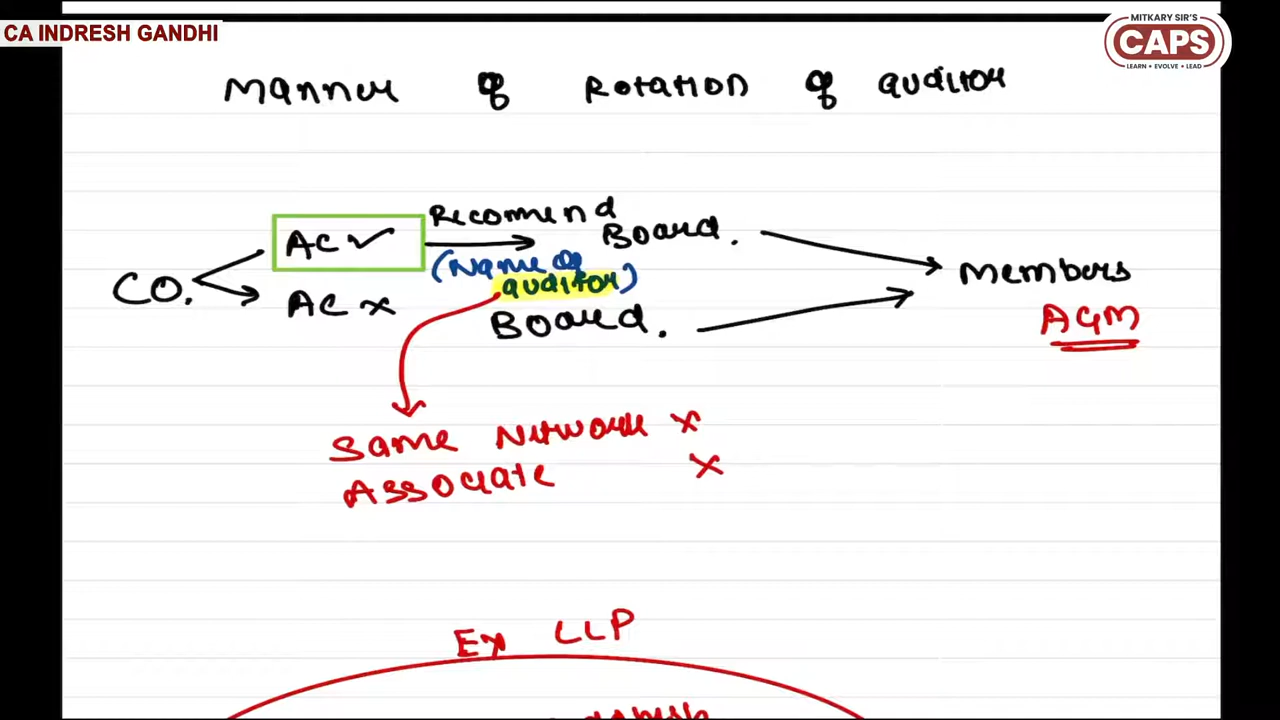 CA INDRESH GANDHI
MITKARY SIR'S
CAPS
LEARN • EVOLVE • LEAD
Manner of Rotation of auditor
Recomend
AC ✓
Board.
(Name of
auditor)
CO.
Members
AC ×
Board.
AGM
Same Network ×
Associate ×
Ex LLP